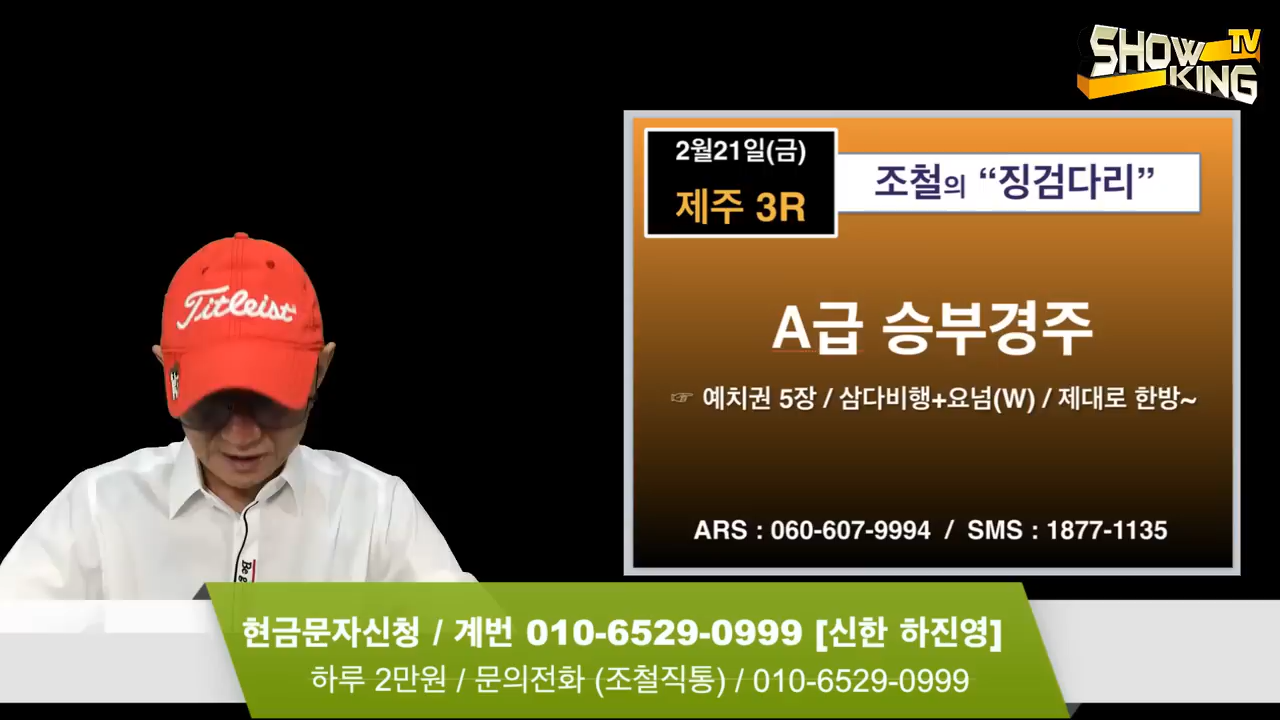 SHOW TV
KING
2월21일(금)
제주 3R
조철의 “징검다리”
A급 승부경주
☞ 예치권 5장 / 삼다비행+요넘(W) / 제대로 한방~
ARS : 060-607-9994 / SMS : 1877-1135
Titleist
Be g
현금문자신청 / 계번 010-6529-0999 [신한 하진영]
하루 2만원 / 문의전화 (조철직통) / 010-6529-0999